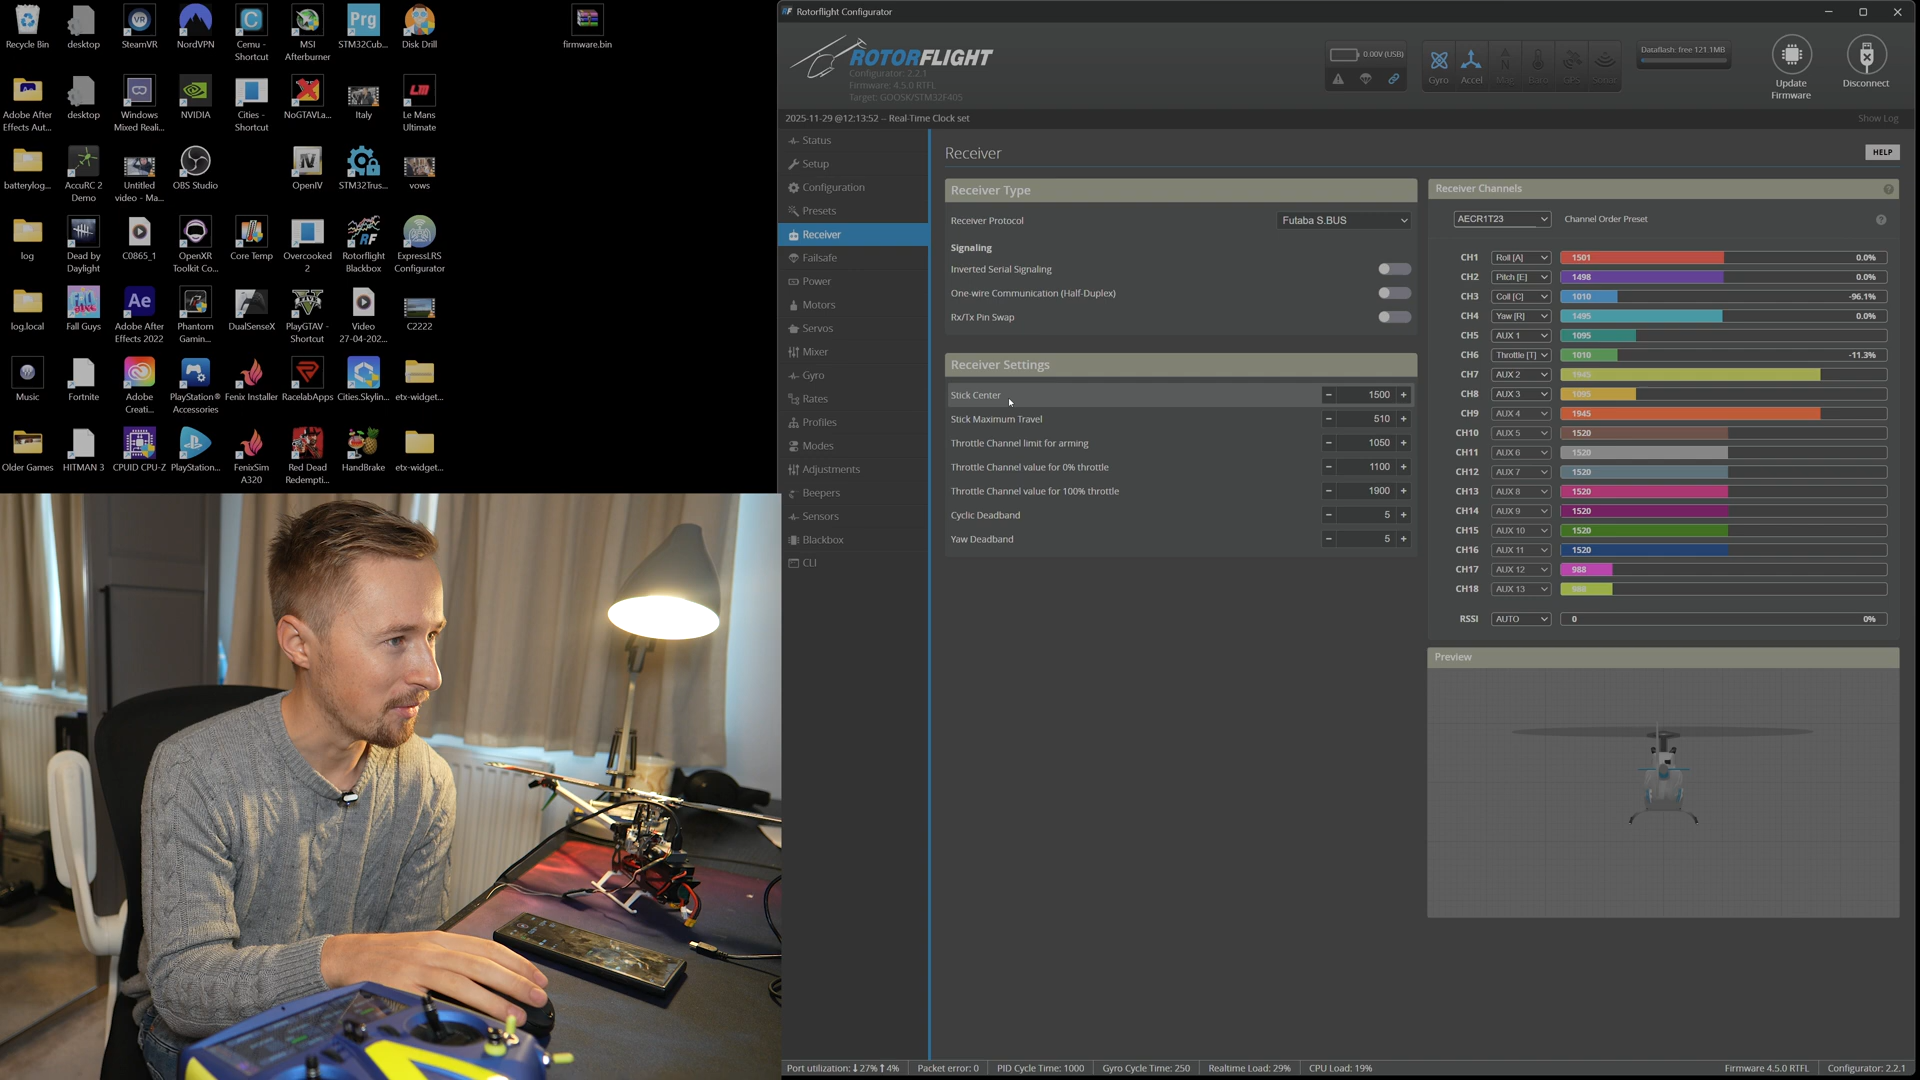 Recycle Bin
desktop
SteamVR
NordVPN
Cemu -
Shortcut
MSI
Afterburner
STM32Cub...
Disk Drill
firmware.bin
Adobe After
Effects Aut...
desktop
Windows
Mixed Reali...
NVIDIA
Cities -
Shortcut
NoGTAVLa...
Italy
Le Mans
Ultimate
batterylog...
AccuRC 2
Demo
Untitled
video - Ma...
OBS Studio
OpenIV
STM32Trus...
vows
log
Dead by
Daylight
C0865_1
OpenXR
Toolkit Co...
Core Temp
Overcooked
2
Rotorflight
Blackbox
ExpressLRS
Configurator
log.local
Fall Guys
Adobe After
Effects 2022
Phantom
Gamin...
DualSenseX
PlayGTAV -
Shortcut
Video
27-04-202...
C2222
Music
Fortnite
Adobe
Creati...
PlayStation®
Accessories
Fenix Installer
RacelabApps
Cities.Skylin...
etx-widget...
Older Games
HITMAN 3
CPUID CPU-Z
PlayStation...
FenixSim
A320
Red Dead
Redempti...
HandBrake
etx-widget...
Rotorflight Configurator
ROTORFLIGHT
Configurator: 2.2.1
Firmware: 4.5.0 RTFL
Target: GOOSK/STM32F405
0.00V (USB)
Gyro
Accel
Dataflash: free 121.1MB
Update
Firmware
Disconnect
2025-11-29 @12:13:52 -- Real-Time Clock set
Show Log
Status
Setup
Configuration
Presets
Receiver
Failsafe
Power
Motors
Servos
Mixer
Gyro
Rates
Profiles
Modes
Adjustments
Beepers
Sensors
Blackbox
CLI
Receiver
HELP
Receiver Type
Receiver Protocol
Futaba S.BUS
Signaling
Inverted Serial Signaling
One-wire Communication (Half-Duplex)
Rx/Tx Pin Swap
Receiver Settings
Stick Center - 1500 +
Stick Maximum Travel - 510 +
Throttle Channel limit for arming - 1050 +
Throttle Channel value for 0% throttle - 1100 +
Throttle Channel value for 100% throttle - 1900 +
Cyclic Deadband - 5 +
Yaw Deadband - 5 +
Receiver Channels
AECR1T23
Channel Order Preset
CH1 Roll [A] 1501 0.0%
CH2 Pitch [E] 1498 0.0%
CH3 Coll [C] 1010 -96.1%
CH4 Yaw [R] 1495 0.0%
CH5 AUX 1 1095
CH6 Throttle [T] 1010 -11.3%
CH7 AUX 2 1945
CH8 AUX 3 1095
CH9 AUX 4 1945
CH10 AUX 5 1520
CH11 AUX 6 1520
CH12 AUX 7 1520
CH13 AUX 8 1520
CH14 AUX 9 1520
CH15 AUX 10 1520
CH16 AUX 11 1520
CH17 AUX 12 988
CH18 AUX 13 988
RSSI AUTO 0 0%
Preview
Port utilization: ↓27% ↑4%
Packet error: 0
PID Cycle Time: 1000
Gyro Cycle Time: 250
Realtime Load: 29%
CPU Load: 19%
Firmware 4.5.0 RTFL
Configurator: 2.2.1